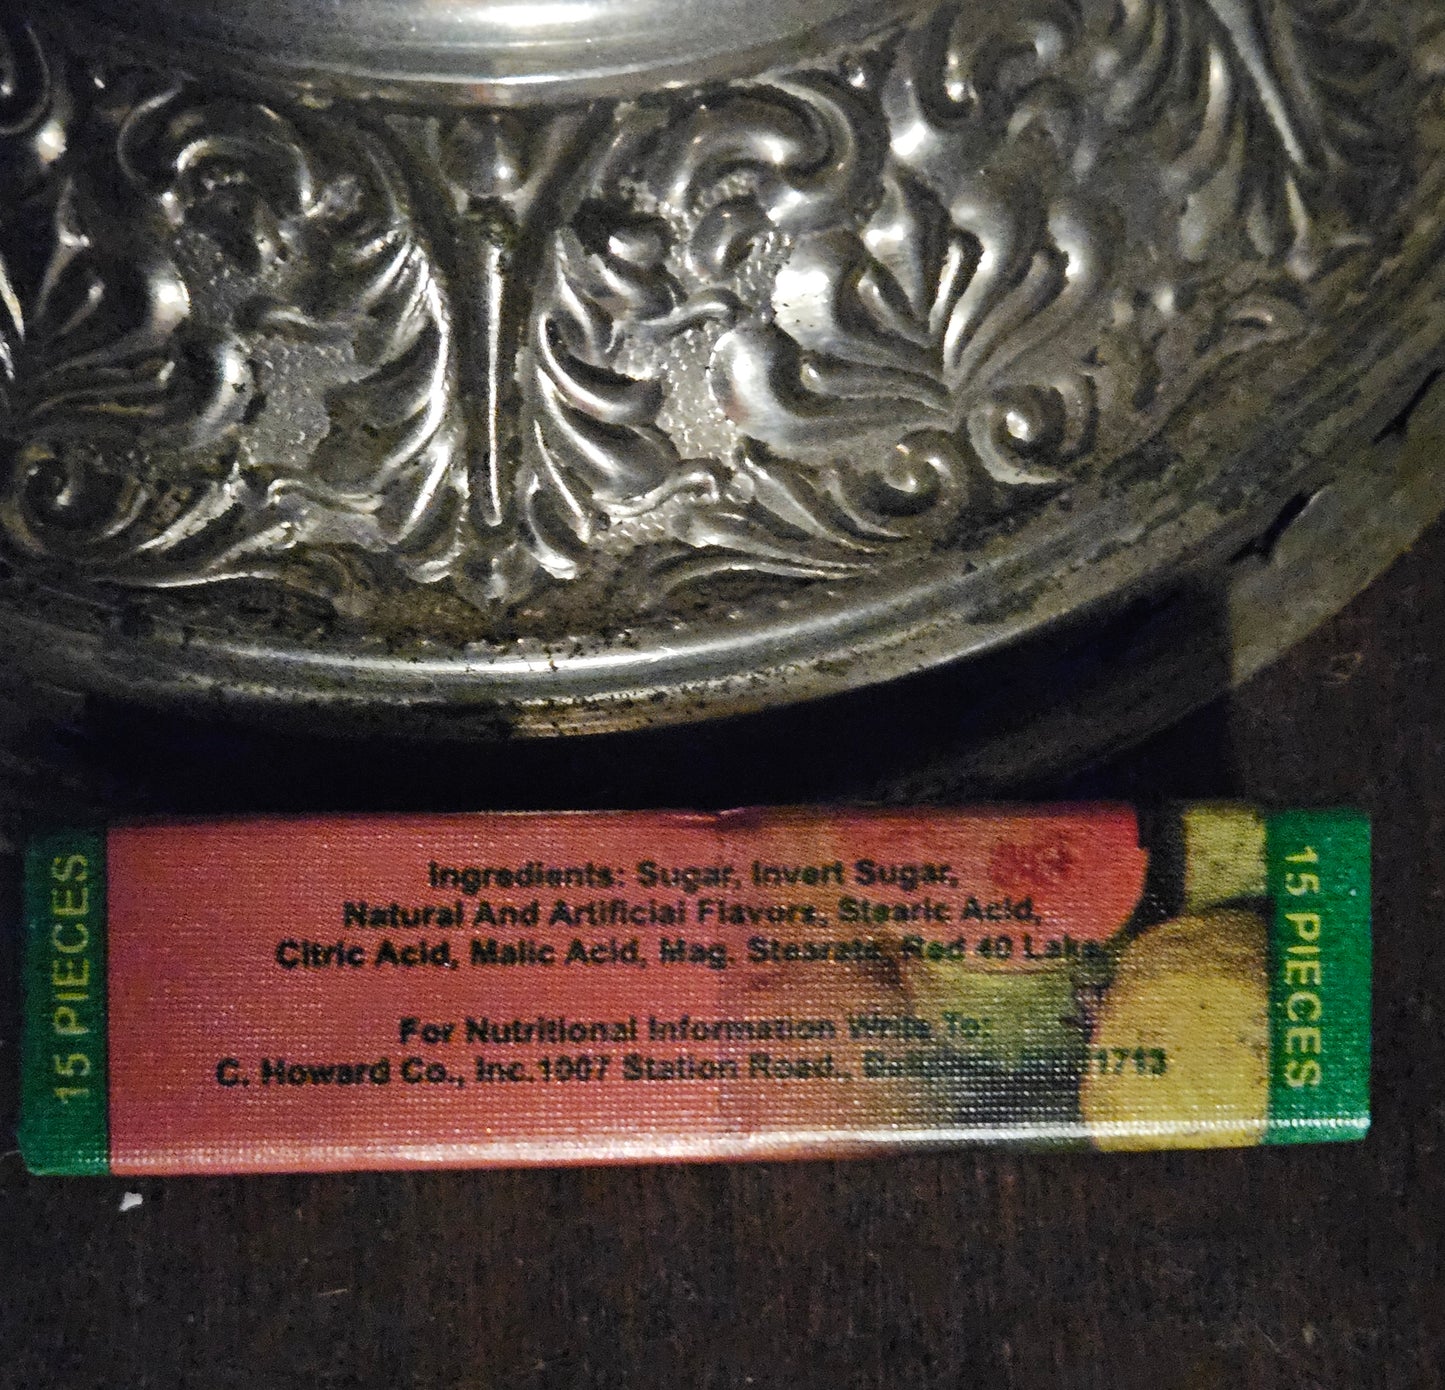 15 PIECES
Ingredients: Sugar, Invert Sugar,
Natural And Artificial Flavors, Stearic Acid,
Citric Acid, Malic Acid, Mag. Stearate, Red 40 Lake
For Nutritional Information Write To:
C. Howard Co., Inc.1007 Station Road.,
15 PIECES